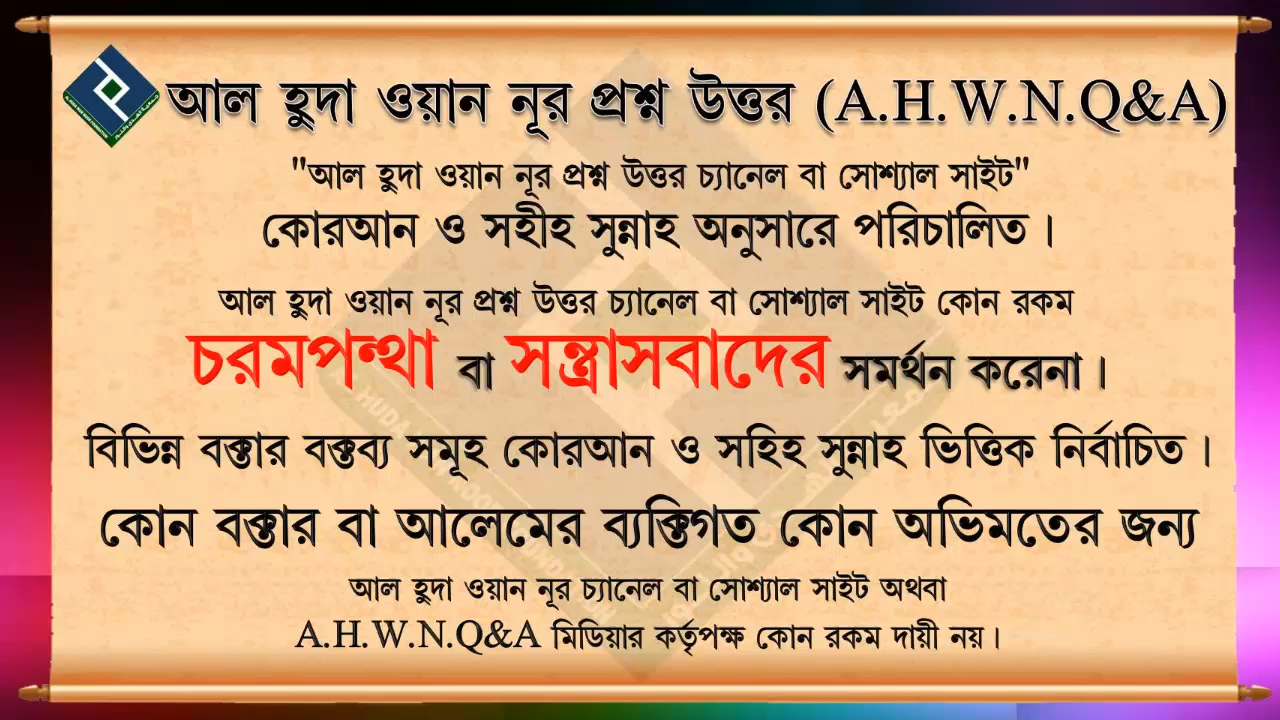 আল হুদা ওয়ান নূর প্রশ্ন উত্তর (A.H.W.N.Q&A)
"আল হুদা ওয়ান নূর প্রশ্ন উত্তর চ্যানেল বা সোশ্যাল সাইট"
কোরআন ও সহীহ সুন্নাহ অনুসারে পরিচালিত।
আল হুদা ওয়ান নূর প্রশ্ন উত্তর চ্যানেল বা সোশ্যাল সাইট কোন রকম
চরমপন্থা বা সন্ত্রাসবাদের সমর্থন করেনা।
বিভিন্ন বক্তার বক্তব্য সমূহ কোরআন ও সহিহ সুন্নাহ ভিত্তিক নির্বাচিত।
কোন বক্তার বা আলেমের ব্যক্তিগত কোন অভিমতের জন্য
আল হুদা ওয়ান নূর চ্যানেল বা সোশ্যাল সাইট অথবা
A.H.W.N.Q&A মিডিয়ার কর্তৃপক্ষ কোন রকম দায়ী নয়।